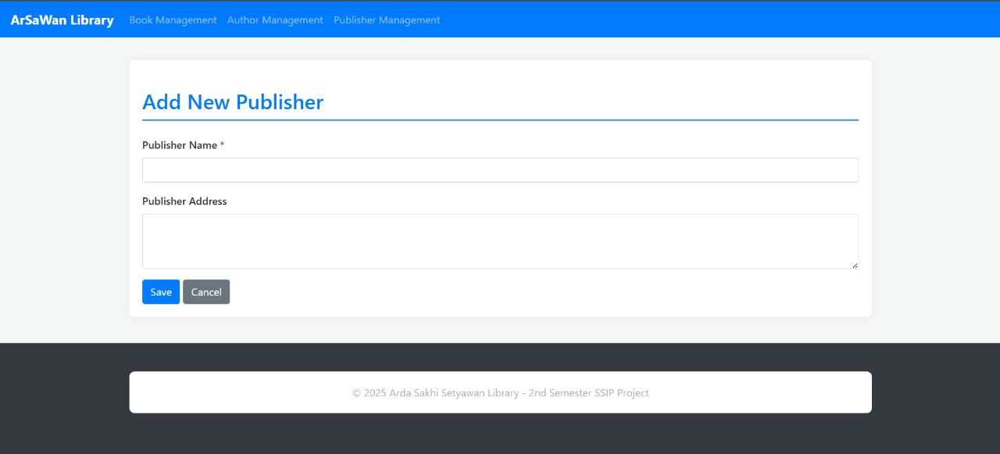 ArSaWan Library Book Management Author Management Publisher Management
Add New Publisher
Publisher Name *
Publisher Address
Save Cancel
© 2025 Arda Sakhi Setyawan Library - 2nd Semester SSIP Project